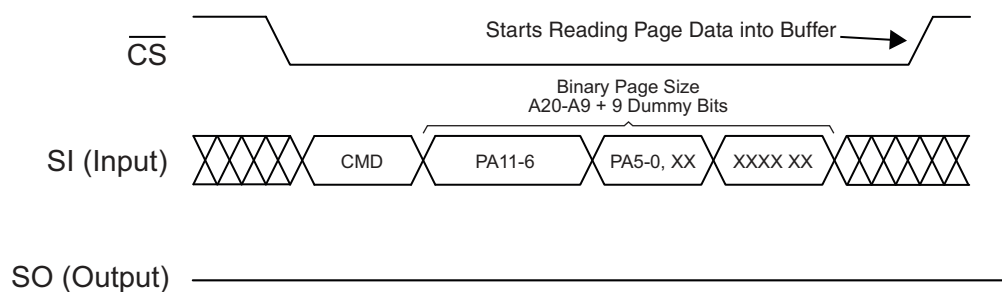 Starts Reading Page Data into Buffer
CS
Binary Page Size
A20-A9 + 9 Dummy Bits
SI (Input)
CMD
PA11-6
PA5-0, XX
XXXX XX
SO (Output)